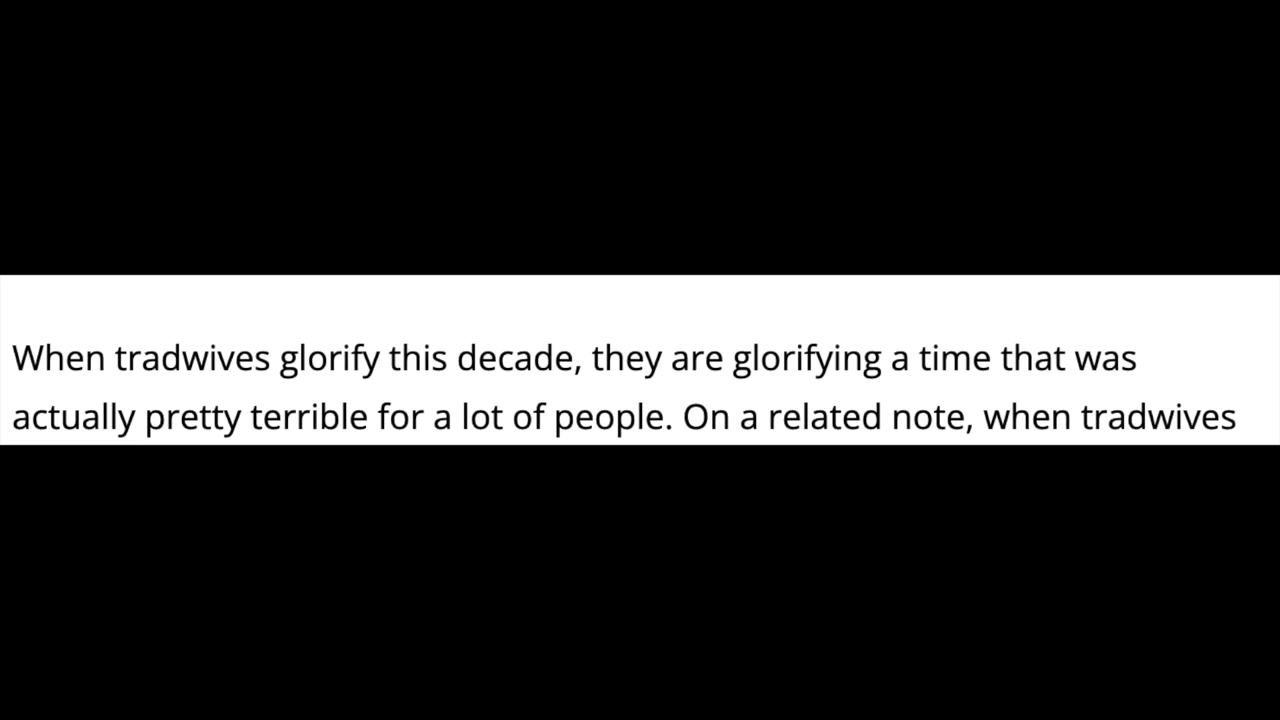 When tradwives glorify this decade, they are glorifying a time that was
actually pretty terrible for a lot of people. On a related note, when tradwives